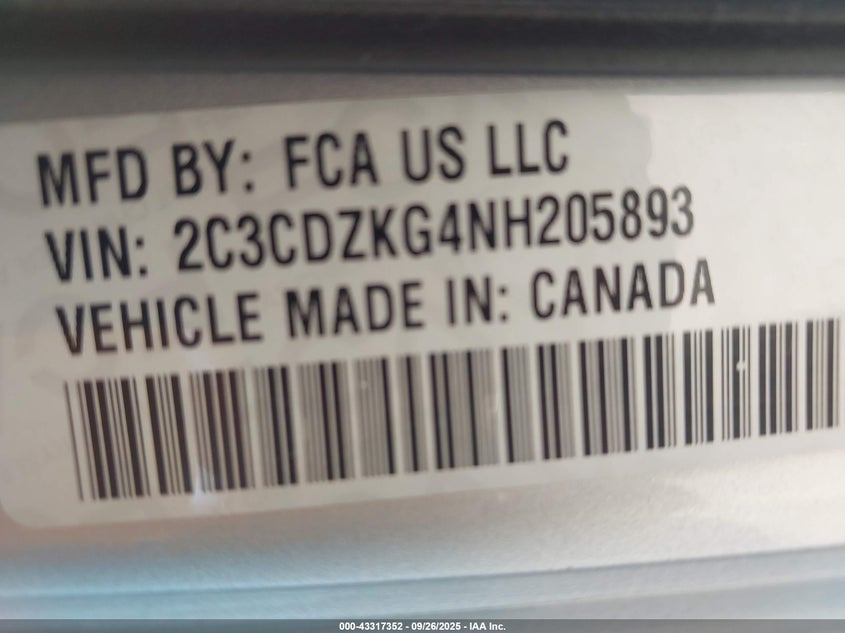 MFD BY: FCA US LLC
VIN: 2C3CDZKG4NH205893
VEHICLE MADE IN: CANADA
000-43317352 - 09/26/2025 - IAA Inc.